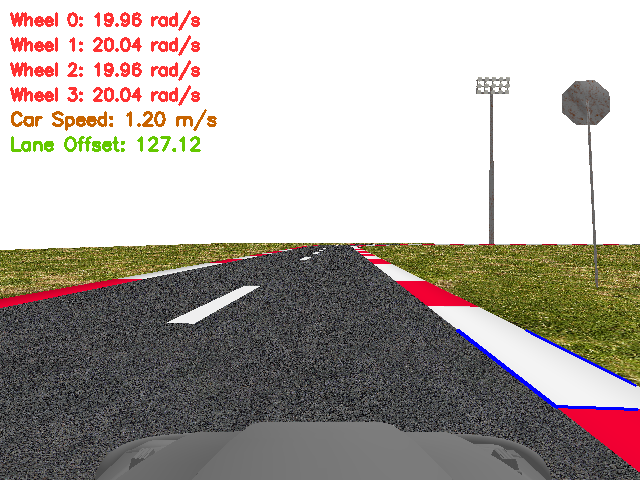 Wheel 0: 19.96 rad/s
Wheel 1: 20.04 rad/s
Wheel 2: 19.96 rad/s
Wheel 3: 20.04 rad/s
Car Speed: 1.20 m/s
Lane Offset: 127.12